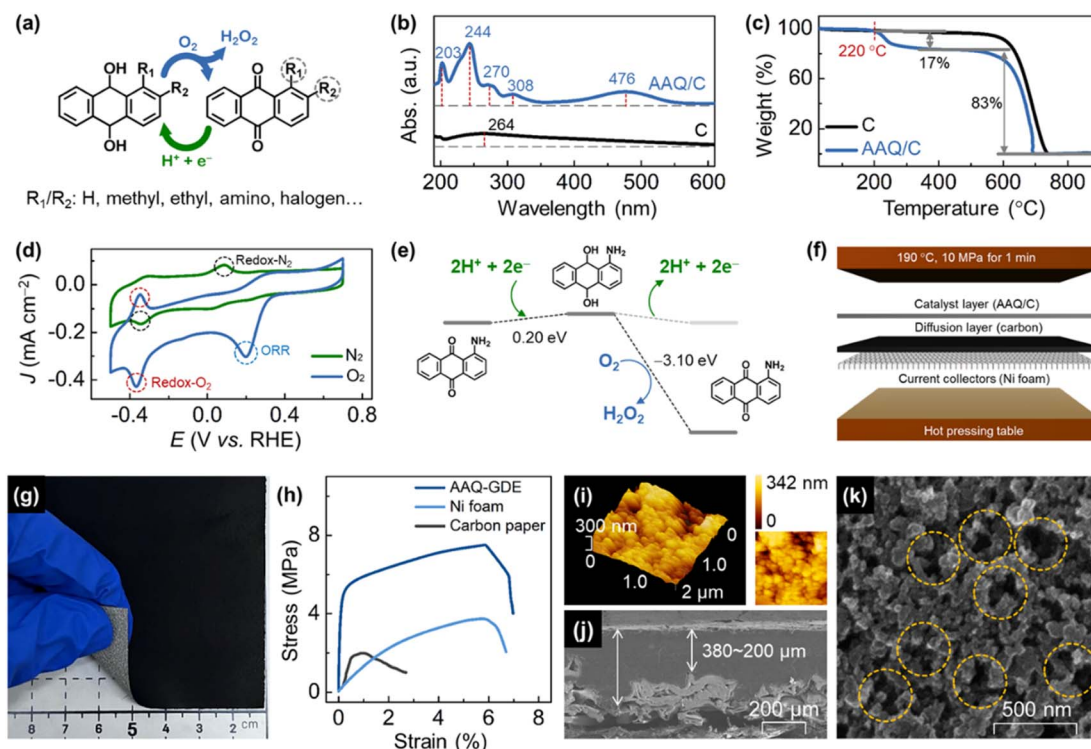 (a)
O₂
H₂O₂
OH
R₁
R₂
OH
O
R₁
R₂
O
H⁺ + e⁻
R₁/R₂: H, methyl, ethyl, amino, halogen…
(b)
Abs. (a.u.)
203
244
270
308
476
AAQ/C
264
C
200
300
400
500
600
Wavelength (nm)
(c)
Weight (%)
100
50
0
220 °C
17%
83%
C
AAQ/C
0
200
400
600
800
Temperature (°C)
(d)
J (mA cm⁻²)
0.0
-0.2
-0.4
Redox-N₂
ORR
Redox-O₂
N₂
O₂
-0.4
0.0
0.4
0.8
E (V vs. RHE)
(e)
2H⁺ + 2e⁻
OH NH₂
OH
2H⁺ + 2e⁻
0.20 eV
O NH₂
O
O₂
H₂O₂
−3.10 eV
O NH₂
O
(f)
190 °C, 10 MPa for 1 min
Catalyst layer (AAQ/C)
Diffusion layer (carbon)
Current collectors (Ni foam)
Hot pressing table
(g)
8 7 6 5 4 3 2 cm
(h)
Stress (MPa)
8
4
0
AAQ-GDE
Ni foam
Carbon paper
0
2
4
6
8
Strain (%)
(i)
300 nm
0
0
1.0
2 μm
1.0
0
342 nm
0
(j)
380~200 μm
200 μm
(k)
500 nm